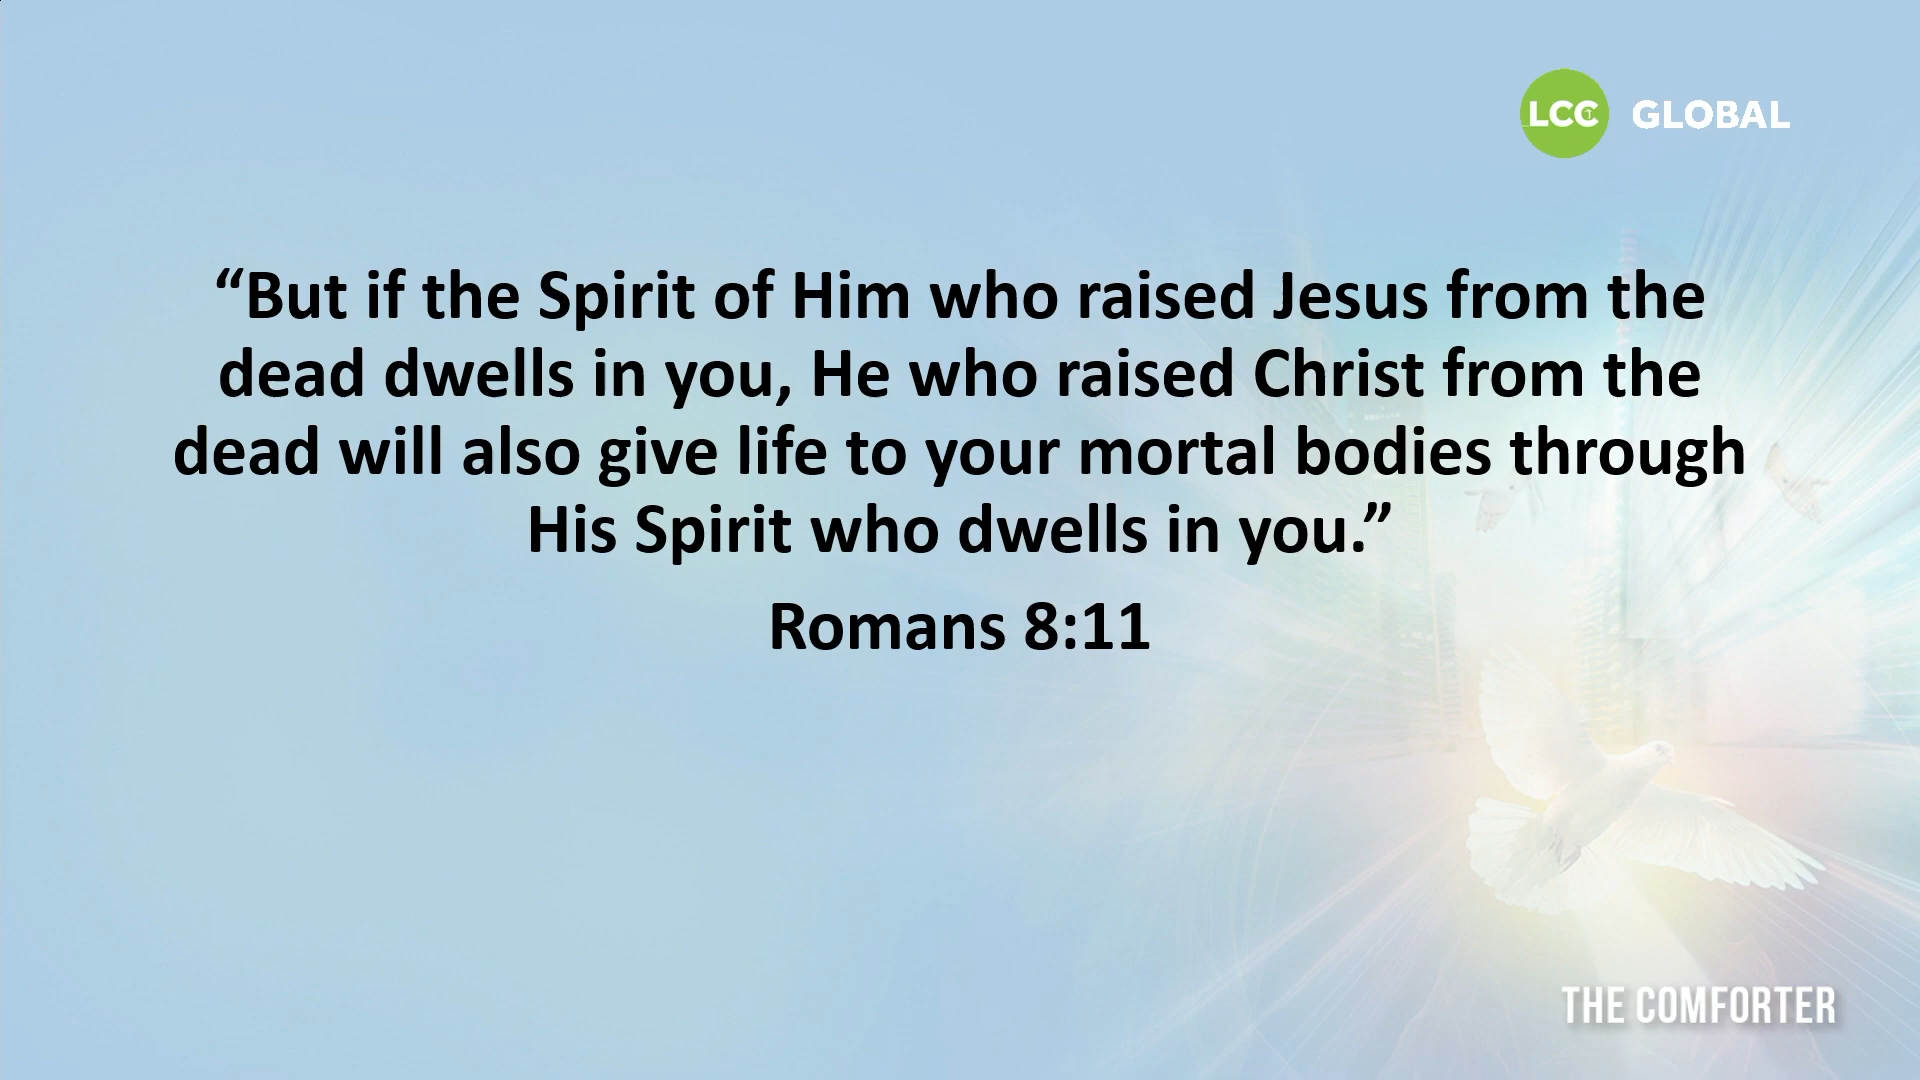 LCC GLOBAL
“But if the Spirit of Him who raised Jesus from the
dead dwells in you, He who raised Christ from the
dead will also give life to your mortal bodies through
His Spirit who dwells in you.”
Romans 8:11
THE COMFORTER